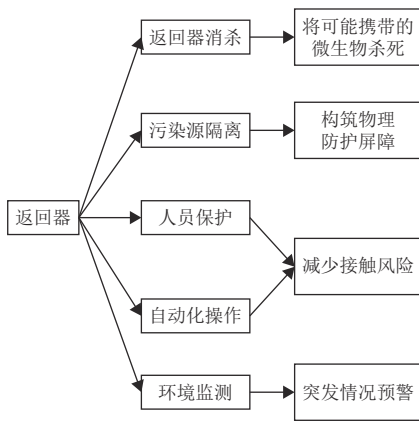 返回器消杀
将可能携带的
微生物杀死
污染源隔离
构筑物理
防护屏障
返回器
人员保护
减少接触风险
自动化操作
环境监测
突发情况预警